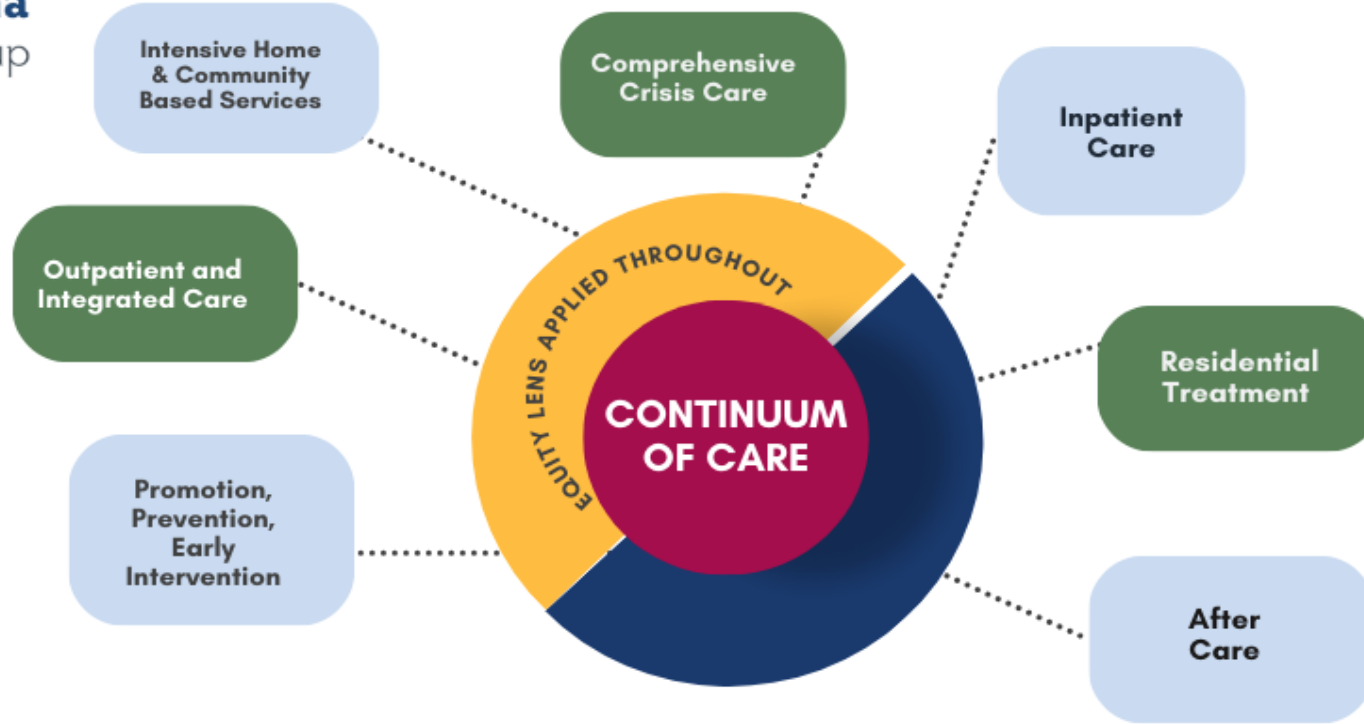 Intensive Home
& Community
Based Services
Comprehensive
Crisis Care
Inpatient
Care
Outpatient and
Integrated Care
EQUITY LENS APPLIED THROUGHOUT
Residential
Treatment
CONTINUUM
OF CARE
Promotion,
Prevention,
Early
Intervention
After
Care